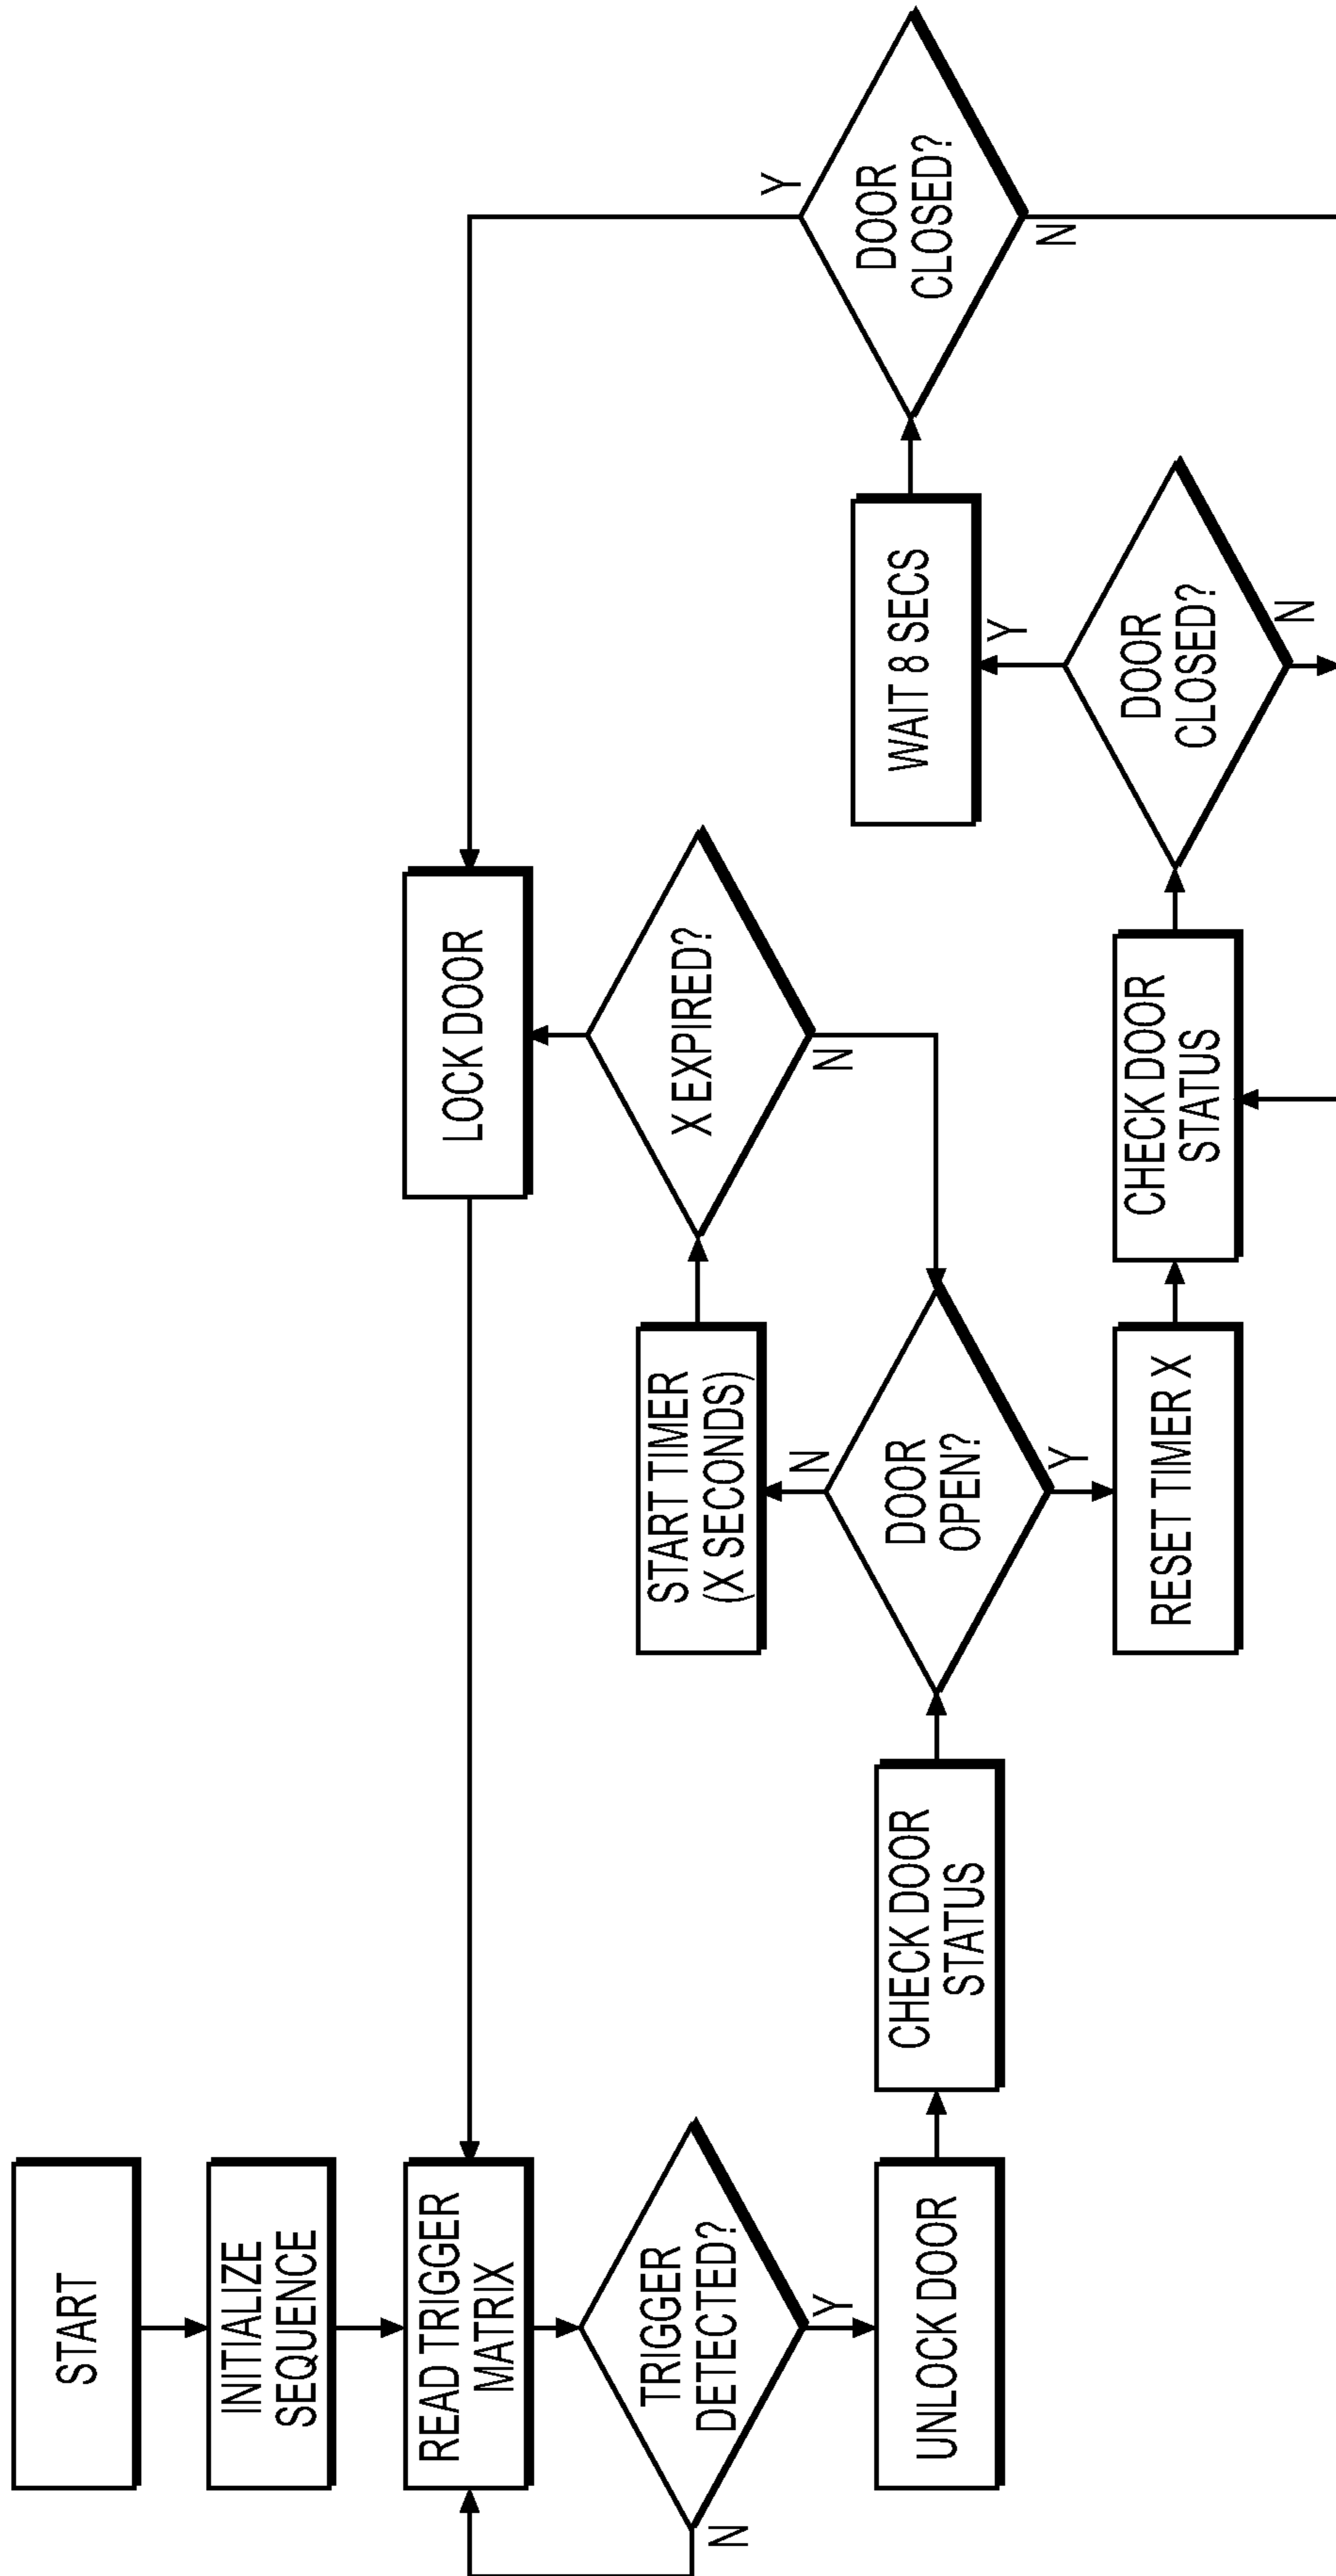 START
INITIALIZE
SEQUENCE
READ TRIGGER
MATRIX
TRIGGER
DETECTED?
N
Y
UNLOCK DOOR
CHECK DOOR
STATUS
DOOR
OPEN?
N
Y
START TIMER
(X SECONDS)
X EXPIRED?
N
LOCK DOOR
RESET TIMER X
CHECK DOOR
STATUS
DOOR
CLOSED?
Y
N
WAIT 8 SECS
DOOR
CLOSED?
Y
N